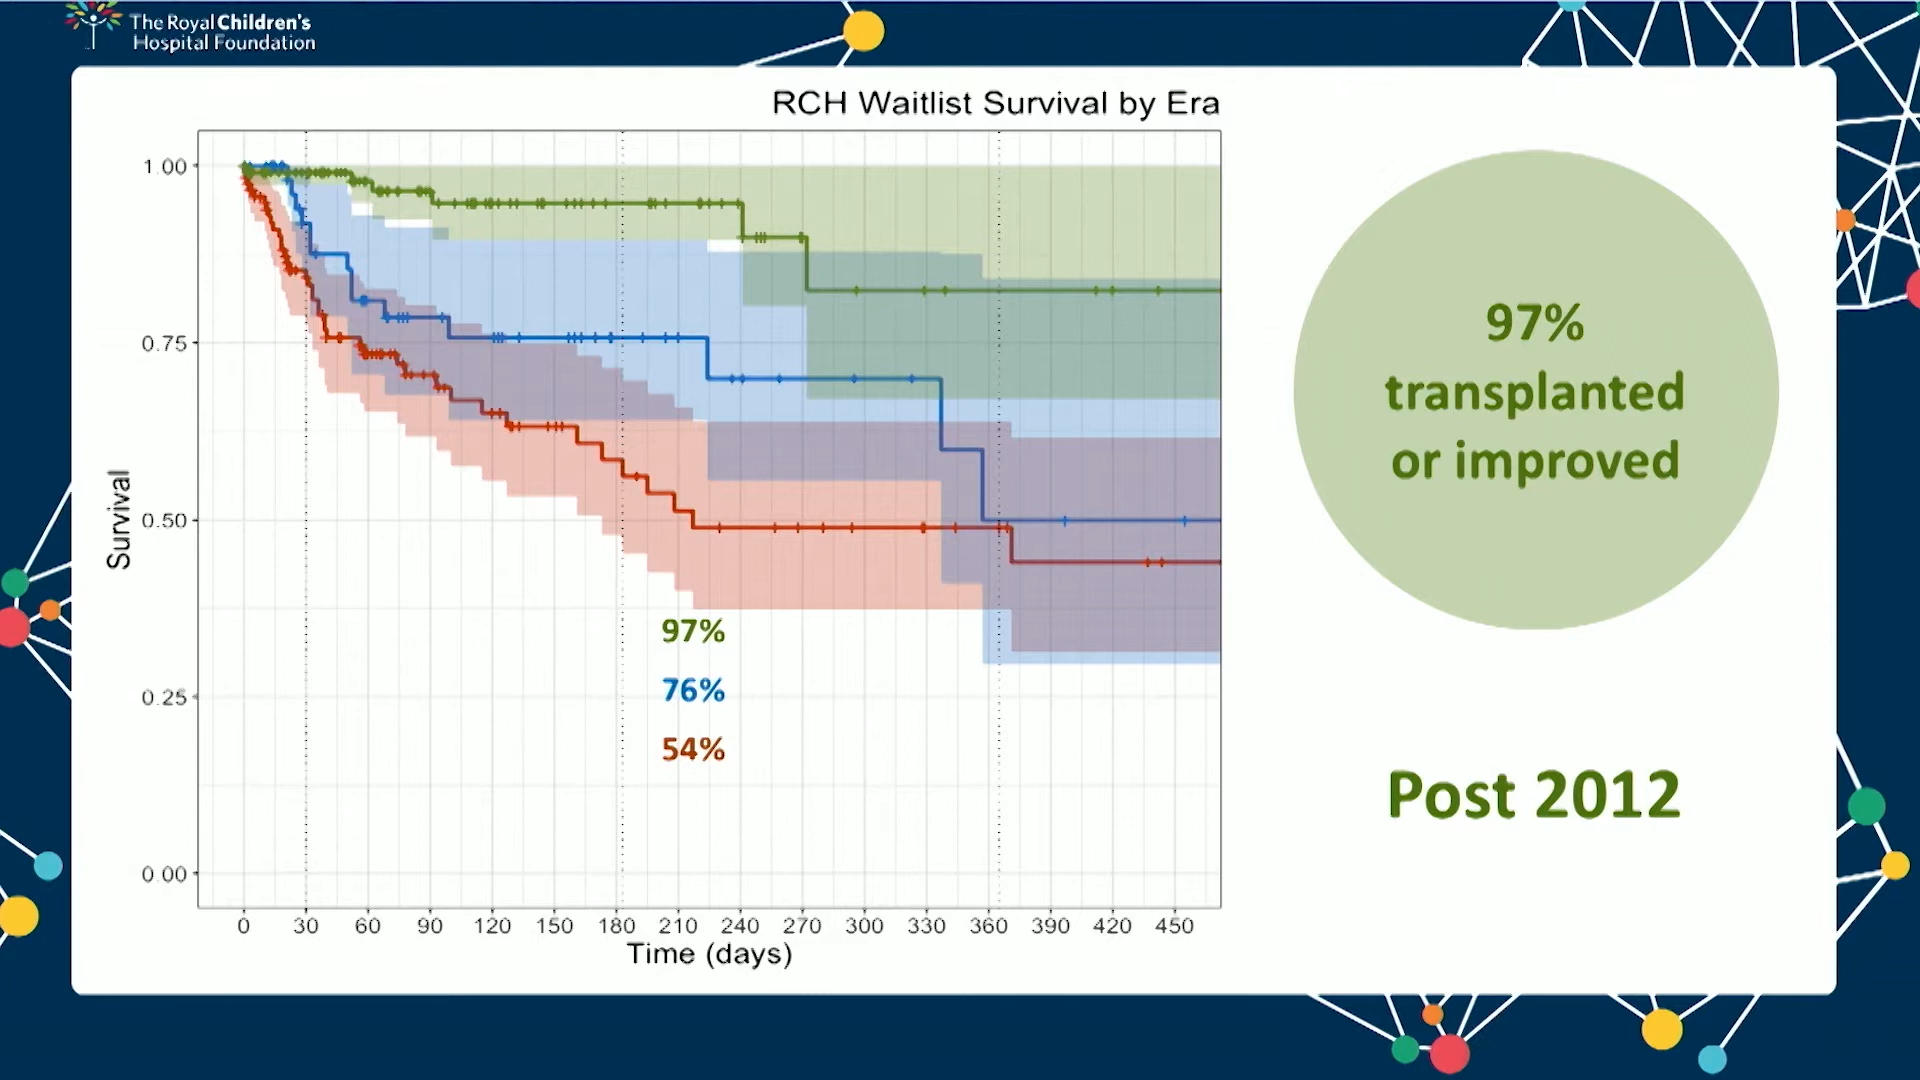 The Royal Children's
Hospital Foundation
RCH Waitlist Survival by Era
1.00
0.75
0.50
0.25
0.00
Survival
0 30 60 90 120 150 180 210 240 270 300 330 360 390 420 450
Time (days)
97%
76%
54%
97%
transplanted
or improved
Post 2012